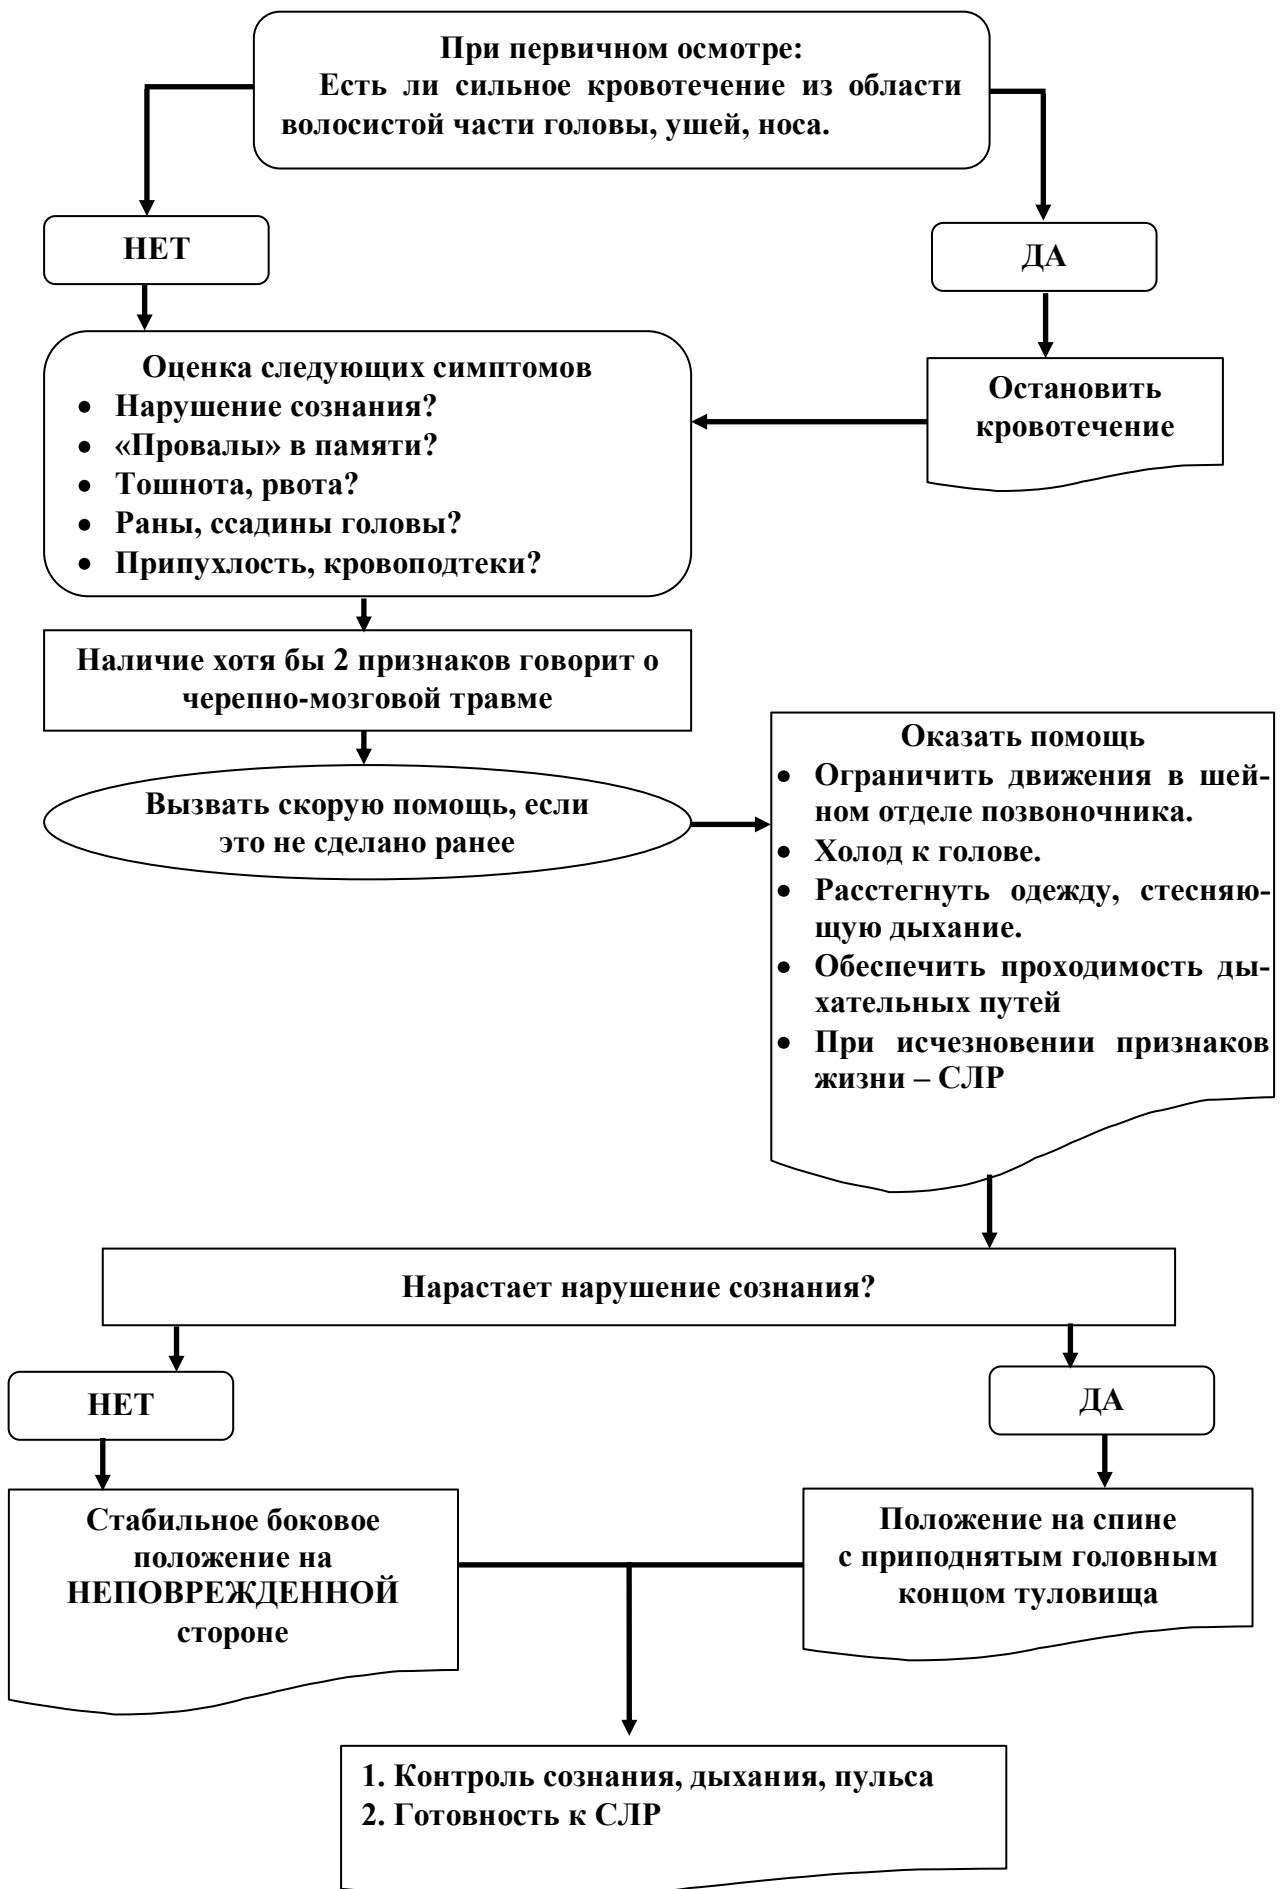 При первичном осмотре:
Есть ли сильное кровотечение из области
волосистой части головы, ушей, носа.
НЕТ
ДА
Оценка следующих симптомов
• Нарушение сознания?
• «Провалы» в памяти?
• Тошнота, рвота?
• Раны, ссадины головы?
• Припухлость, кровоподтеки?
Остановить
кровотечение
Наличие хотя бы 2 признаков говорит о
черепно-мозговой травме
Вызвать скорую помощь, если
это не сделано ранее
Оказать помощь
• Ограничить движения в шей-
ном отделе позвоночника.
• Холод к голове.
• Расстегнуть одежду, стесняю-
щую дыхание.
• Обеспечить проходимость ды-
хательных путей
• При исчезновении признаков
жизни – СЛР
Нарастает нарушение сознания?
НЕТ
ДА
Стабильное боковое
положение на
НЕПОВРЕЖДЕННОЙ
стороне
Положение на спине
с приподнятым головным
концом туловища
1. Контроль сознания, дыхания, пульса
2. Готовность к СЛР